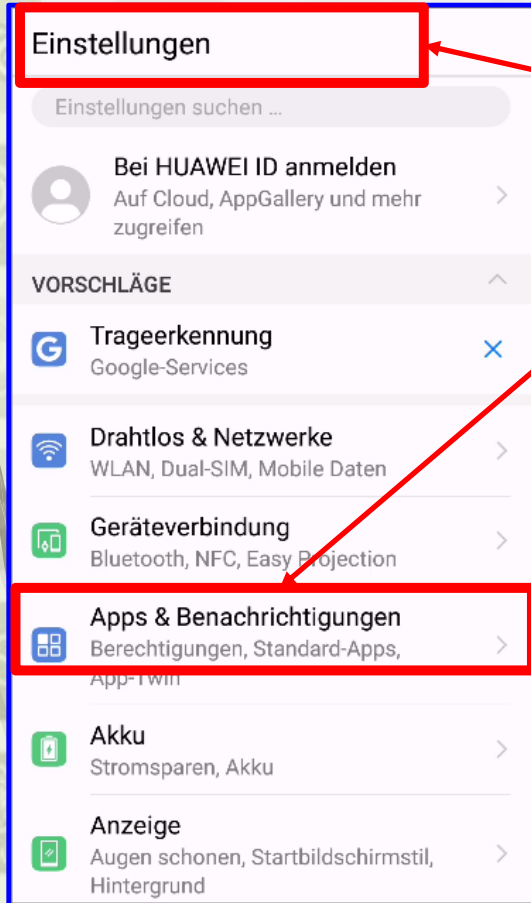 Einstellungen
Einstellungen suchen ...
Bei HUAWEI ID anmelden
Auf Cloud, AppGallery und mehr
zugreifen
VORSCHLÄGE
Trageerkennung
Google-Services
Drahtlos & Netzwerke
WLAN, Dual-SIM, Mobile Daten
Geräteverbindung
Bluetooth, NFC, Easy Projection
Apps & Benachrichtigungen
Berechtigungen, Standard-Apps,
App-Twin
Akku
Stromsparen, Akku
Anzeige
Augen schonen, Startbildschirmstil,
Hintergrund